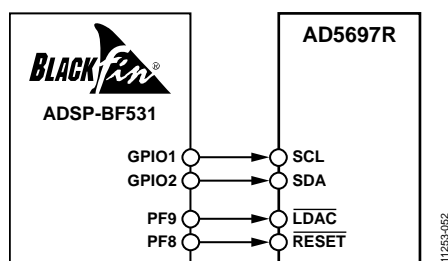 BLACKfin®
ADSP-BF531
AD5697R
GPIO1 SCL
GPIO2 SDA
PF9 LDAC
PF8 RESET
11253-052